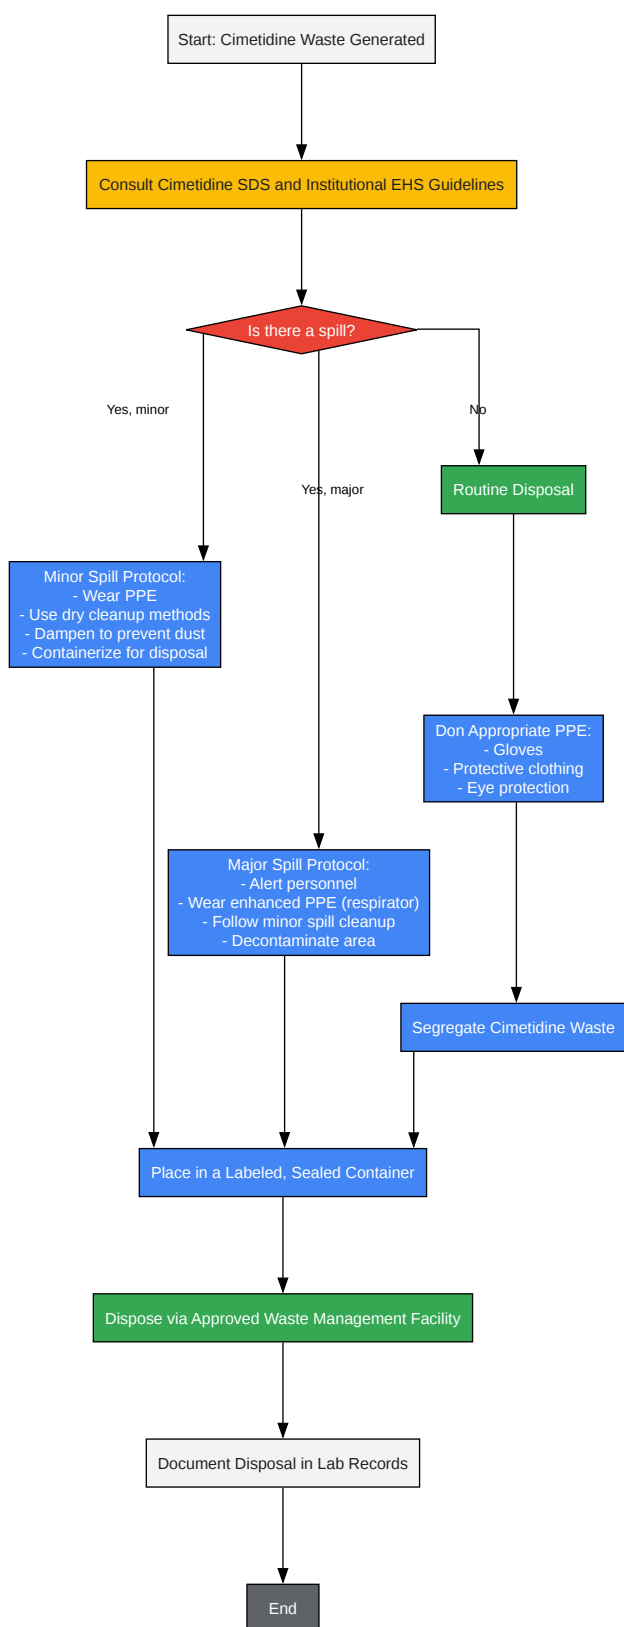 Start: Cimetidine Waste Generated
Consult Cimetidine SDS and Institutional EHS Guidelines
Is there a spill?
Yes, minor
No
Yes, major
Routine Disposal
Minor Spill Protocol:
- Wear PPE
- Use dry cleanup methods
- Dampen to prevent dust
- Containerize for disposal
Don Appropriate PPE:
- Gloves
- Protective clothing
- Eye protection
Major Spill Protocol:
- Alert personnel
- Wear enhanced PPE (respirator)
- Follow minor spill cleanup
- Decontaminate area
Segregate Cimetidine Waste
Place in a Labeled, Sealed Container
Dispose via Approved Waste Management Facility
Document Disposal in Lab Records
End